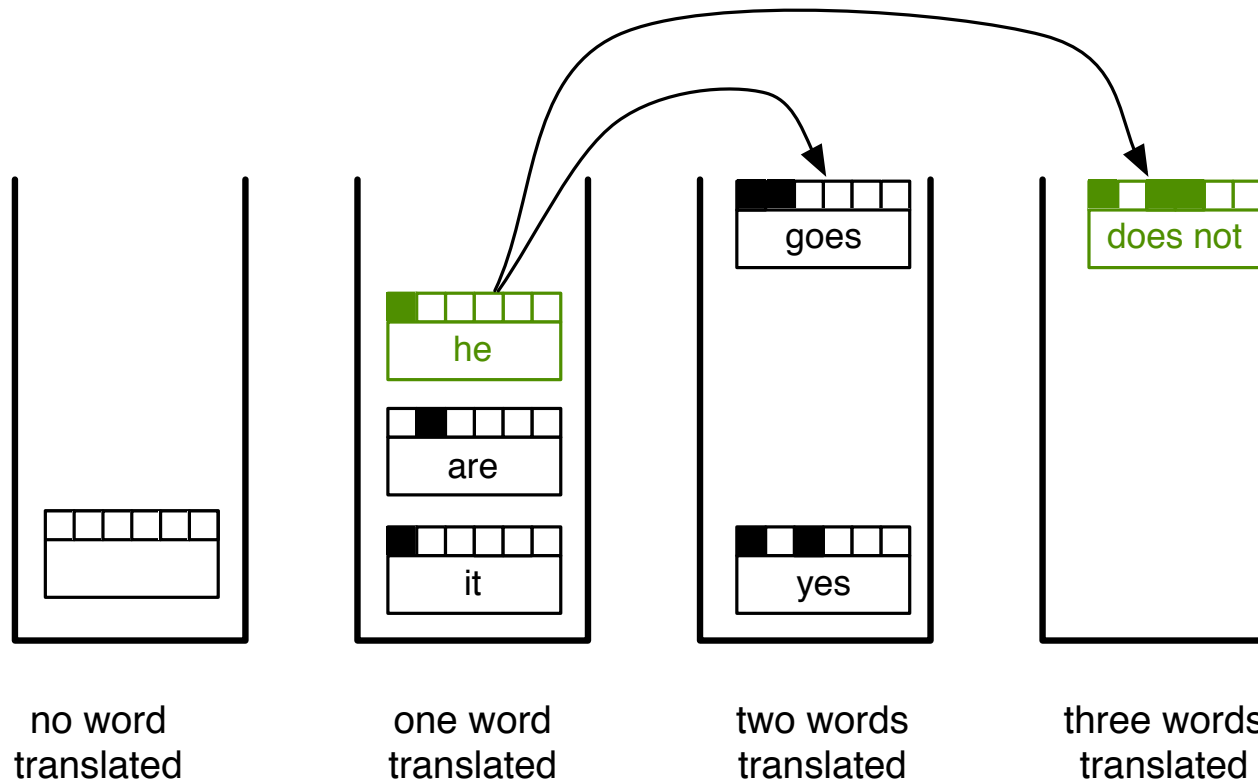 goes
does not
he
are
it
yes
no word
translated
one word
translated
two words
translated
three words
translated